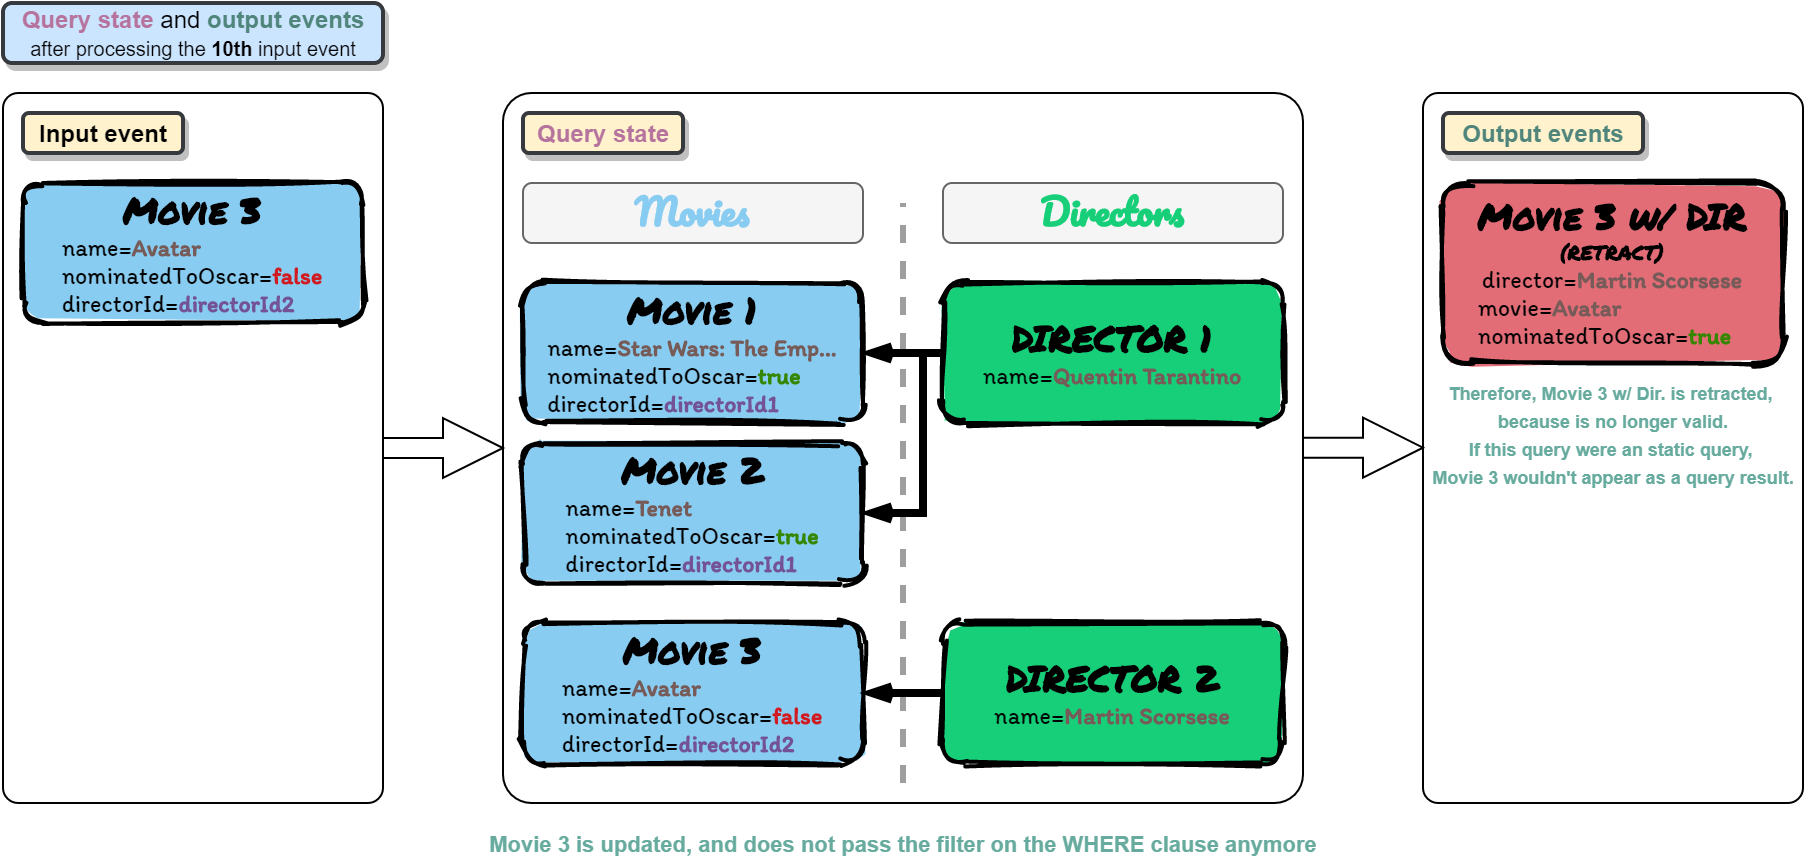 Query state and output events
after processing the 10th input event
Input event
MOVIE 3
name=Avatar
nominatedToOscar=false
directorId=directorId2
Query state
Movies
Directors
MOVIE 1
name=Star Wars: The Emp...
nominatedToOscar=true
directorId=directorId1
DIRECTOR 1
name=Quentin Tarantino
MOVIE 2
name=Tenet
nominatedToOscar=true
directorId=directorId1
MOVIE 3
name=Avatar
nominatedToOscar=false
directorId=directorId2
DIRECTOR 2
name=Martin Scorsese
Output events
MOVIE 3 W/ DIR
(RETRACT)
director=Martin Scorsese
movie=Avatar
nominatedToOscar=true
Therefore, Movie 3 w/ Dir. is retracted,
because is no longer valid.
If this query were an static query,
Movie 3 wouldn't appear as a query result.
Movie 3 is updated, and does not pass the filter on the WHERE clause anymore